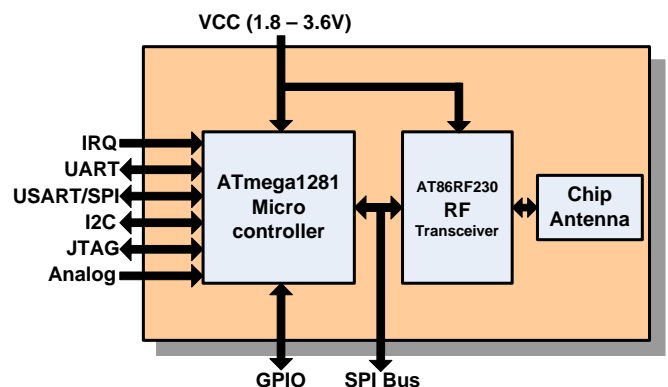 VCC (1.8 – 3.6V)
IRQ
UART
USART/SPI
I2C
JTAG
Analog
ATmega1281
Micro
controller
AT86RF230
RF
Transceiver
Chip
Antenna
GPIO
SPI Bus